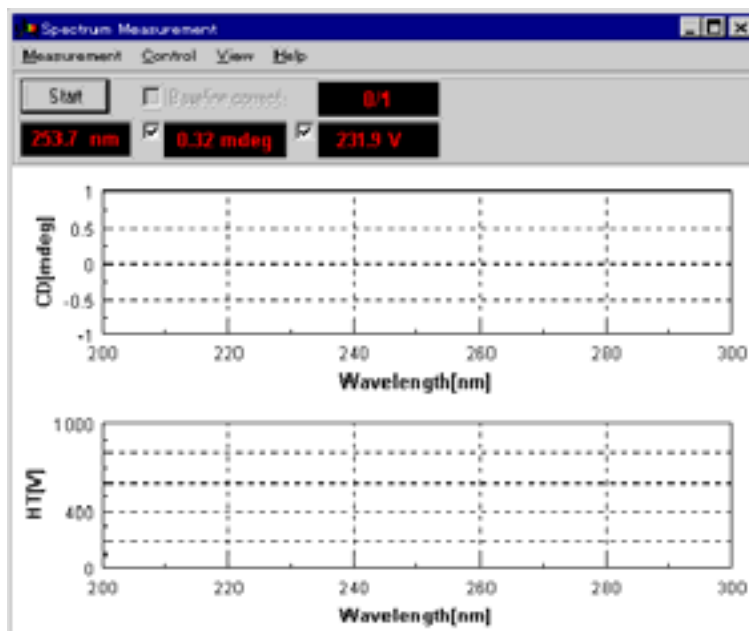 Spectrum Measurement
Measurement Control View Help
Start Baseline correct. 0/1
253.7 nm 0.32 mdeg 231.9 V
1
0.5
0
-0.5
-1
CD[mdeg]
200 220 240 260 280 300
Wavelength[nm]
1000
400
0
HT[V]
200 220 240 260 280 300
Wavelength[nm]